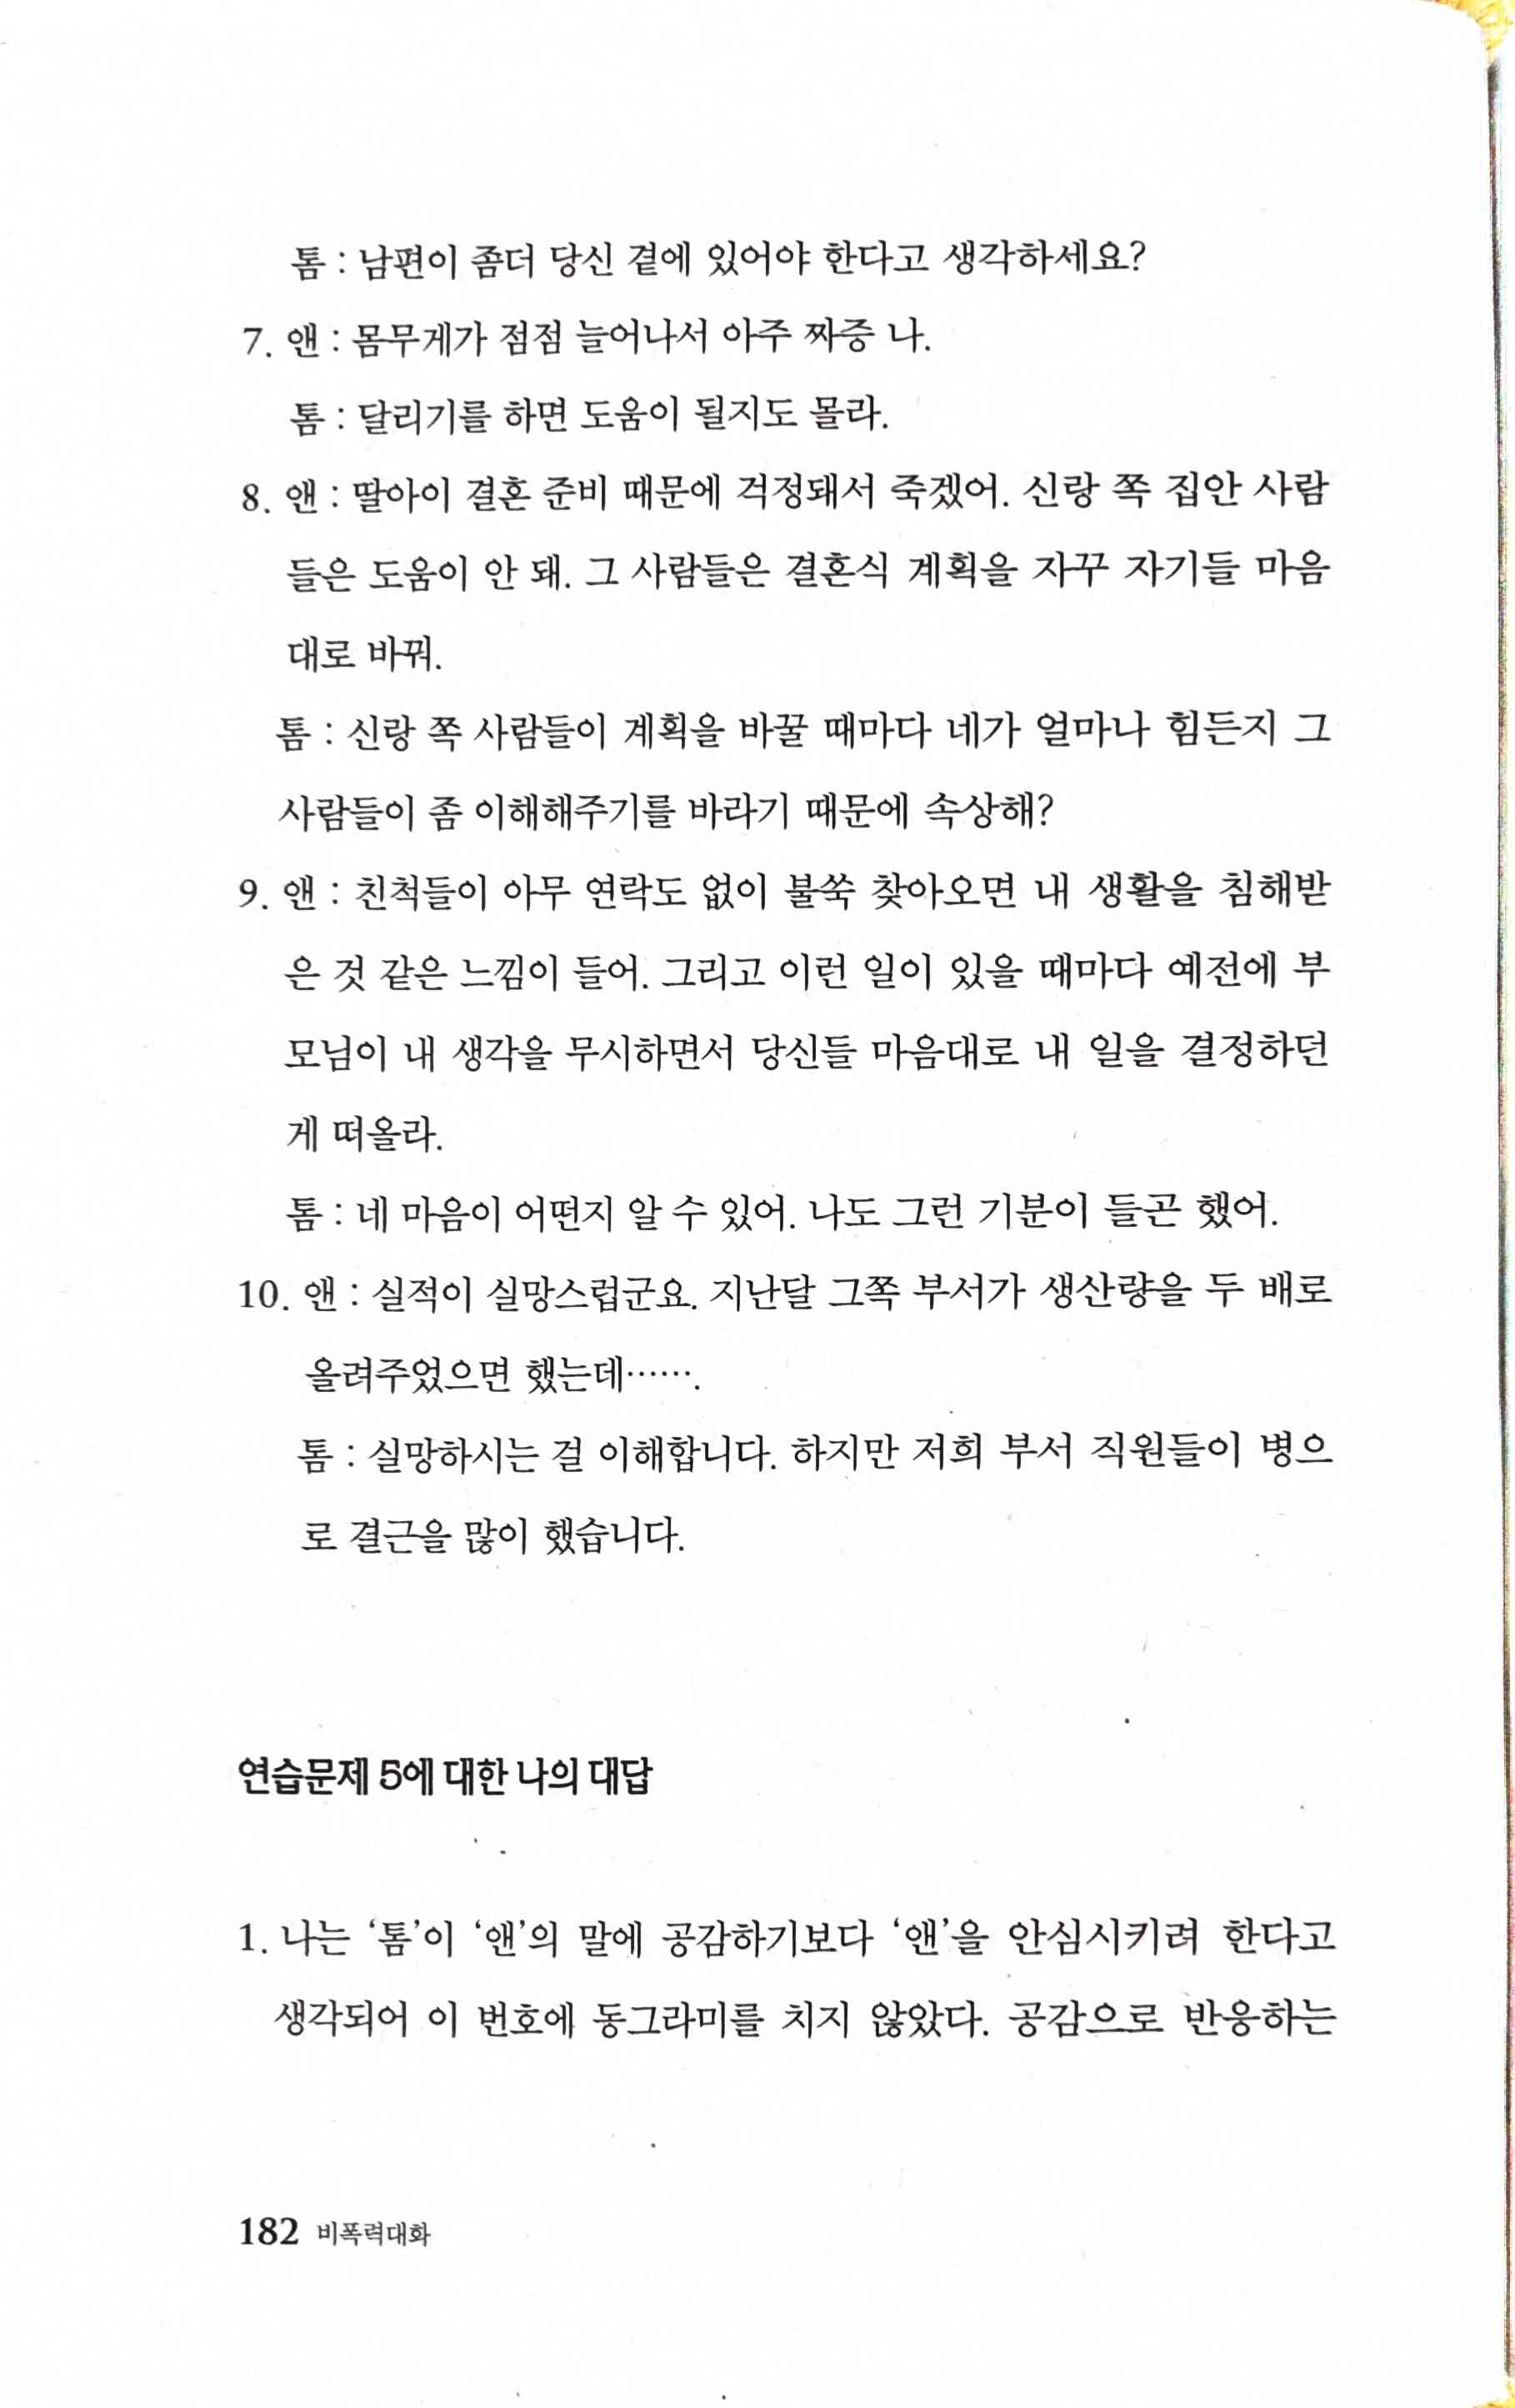 톰 : 남편이 좀더 당신 곁에 있어야 한다고 생각하세요?
7. 앤 : 몸무게가 점점 늘어나서 아주 짜증 나.
톰 : 달리기를 하면 도움이 될지도 몰라.
8. 앤 : 딸아이 결혼 준비 때문에 걱정돼서 죽겠어. 신랑 쪽 집안 사람
들은 도움이 안 돼. 그 사람들은 결혼식 계획을 자꾸 자기들 마음
대로 바꿔.
톰 : 신랑 쪽 사람들이 계획을 바꿀 때마다 네가 얼마나 힘든지 그
사람들이 좀 이해해주기를 바라기 때문에 속상해?
9. 앤 : 친척들이 아무 연락도 없이 불쑥 찾아오면 내 생활을 침해받
은 것 같은 느낌이 들어. 그리고 이런 일이 있을 때마다 예전에 부
모님이 내 생각을 무시하면서 당신들 마음대로 내 일을 결정하던
게 떠올라.
톰 : 네 마음이 어떤지 알 수 있어. 나도 그런 기분이 들곤 했어.
10. 앤 : 실적이 실망스럽군요. 지난달 그쪽 부서가 생산량을 두 배로
올려주었으면 했는데…….
톰 : 실망하시는 걸 이해합니다. 하지만 저희 부서 직원들이 병으
로 결근을 많이 했습니다.
연습문제 5에 대한 나의 대답
1. 나는 ‘톰’이 ‘앤’의 말에 공감하기보다 ‘앤’을 안심시키려 한다고
생각되어 이 번호에 동그라미를 치지 않았다. 공감으로 반응하는
182 비폭력대화